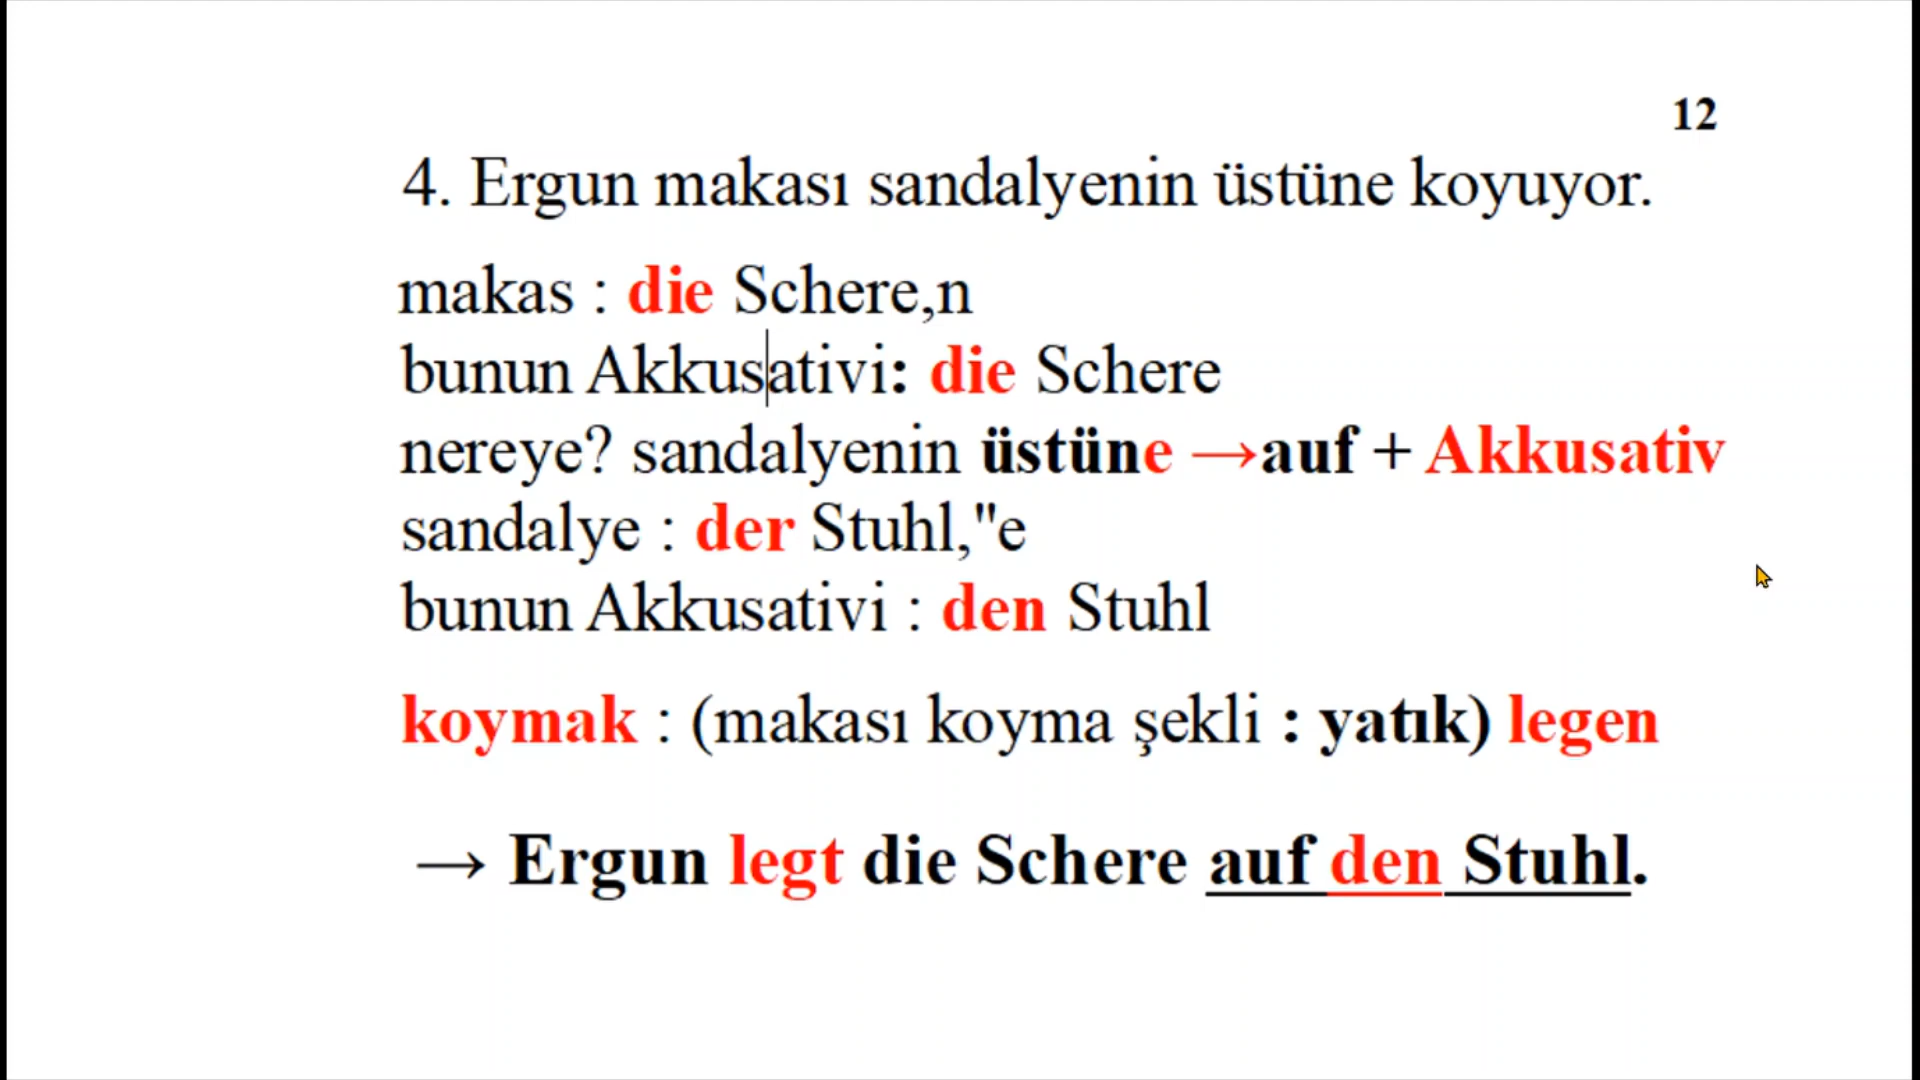 12
4. Ergun makası sandalyenin üstüne koyuyor.
makas : die Schere,n
bunun Akkusativi: die Schere
nereye? sandalyenin üstüne →auf + Akkusativ
sandalye : der Stuhl,"e
bunun Akkusativi : den Stuhl
koymak : (makası koyma şekli : yatık) legen
→ Ergun legt die Schere auf den Stuhl.